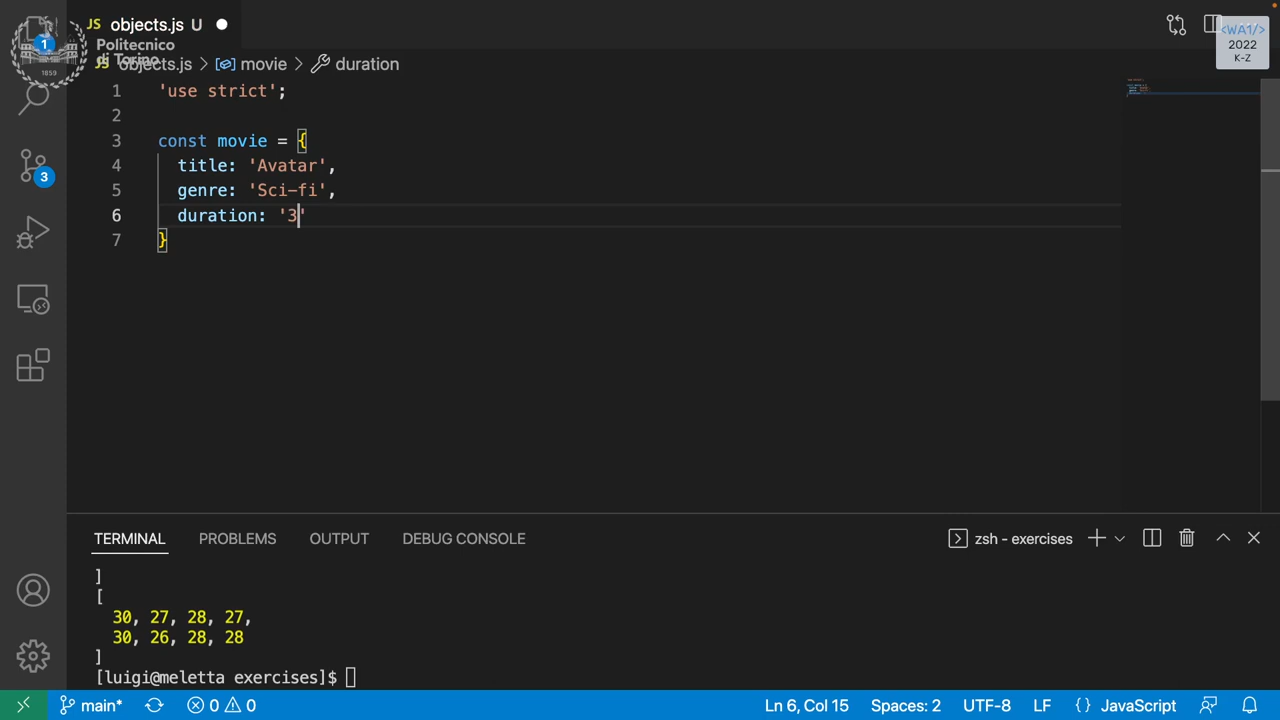 JS objects.js U
Politecnico
di Torino
1859
1
<WA1/>
2022
K-Z
JS objects.js > movie > duration
1 'use strict';
2
3 const movie = {
4 title: 'Avatar',
5 genre: 'Sci-fi',
6 duration: '3'
7 }
3
TERMINAL PROBLEMS OUTPUT DEBUG CONSOLE zsh - exercises
]
[
30, 27, 28, 27,
30, 26, 28, 28
]
[luigi@meletta exercises]$
main* 0 0 Ln 6, Col 15 Spaces: 2 UTF-8 LF {} JavaScript